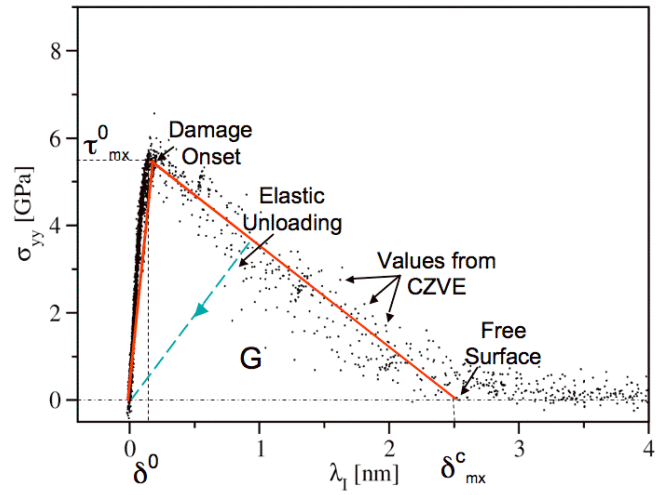 8
6
4
2
0
σyy [GPa]
τ⁰mx
Damage
Onset
Elastic
Unloading
Values from
CZVE
Free
Surface
G
0
1
2
3
4
δ⁰
λI [nm]
δᶜmx